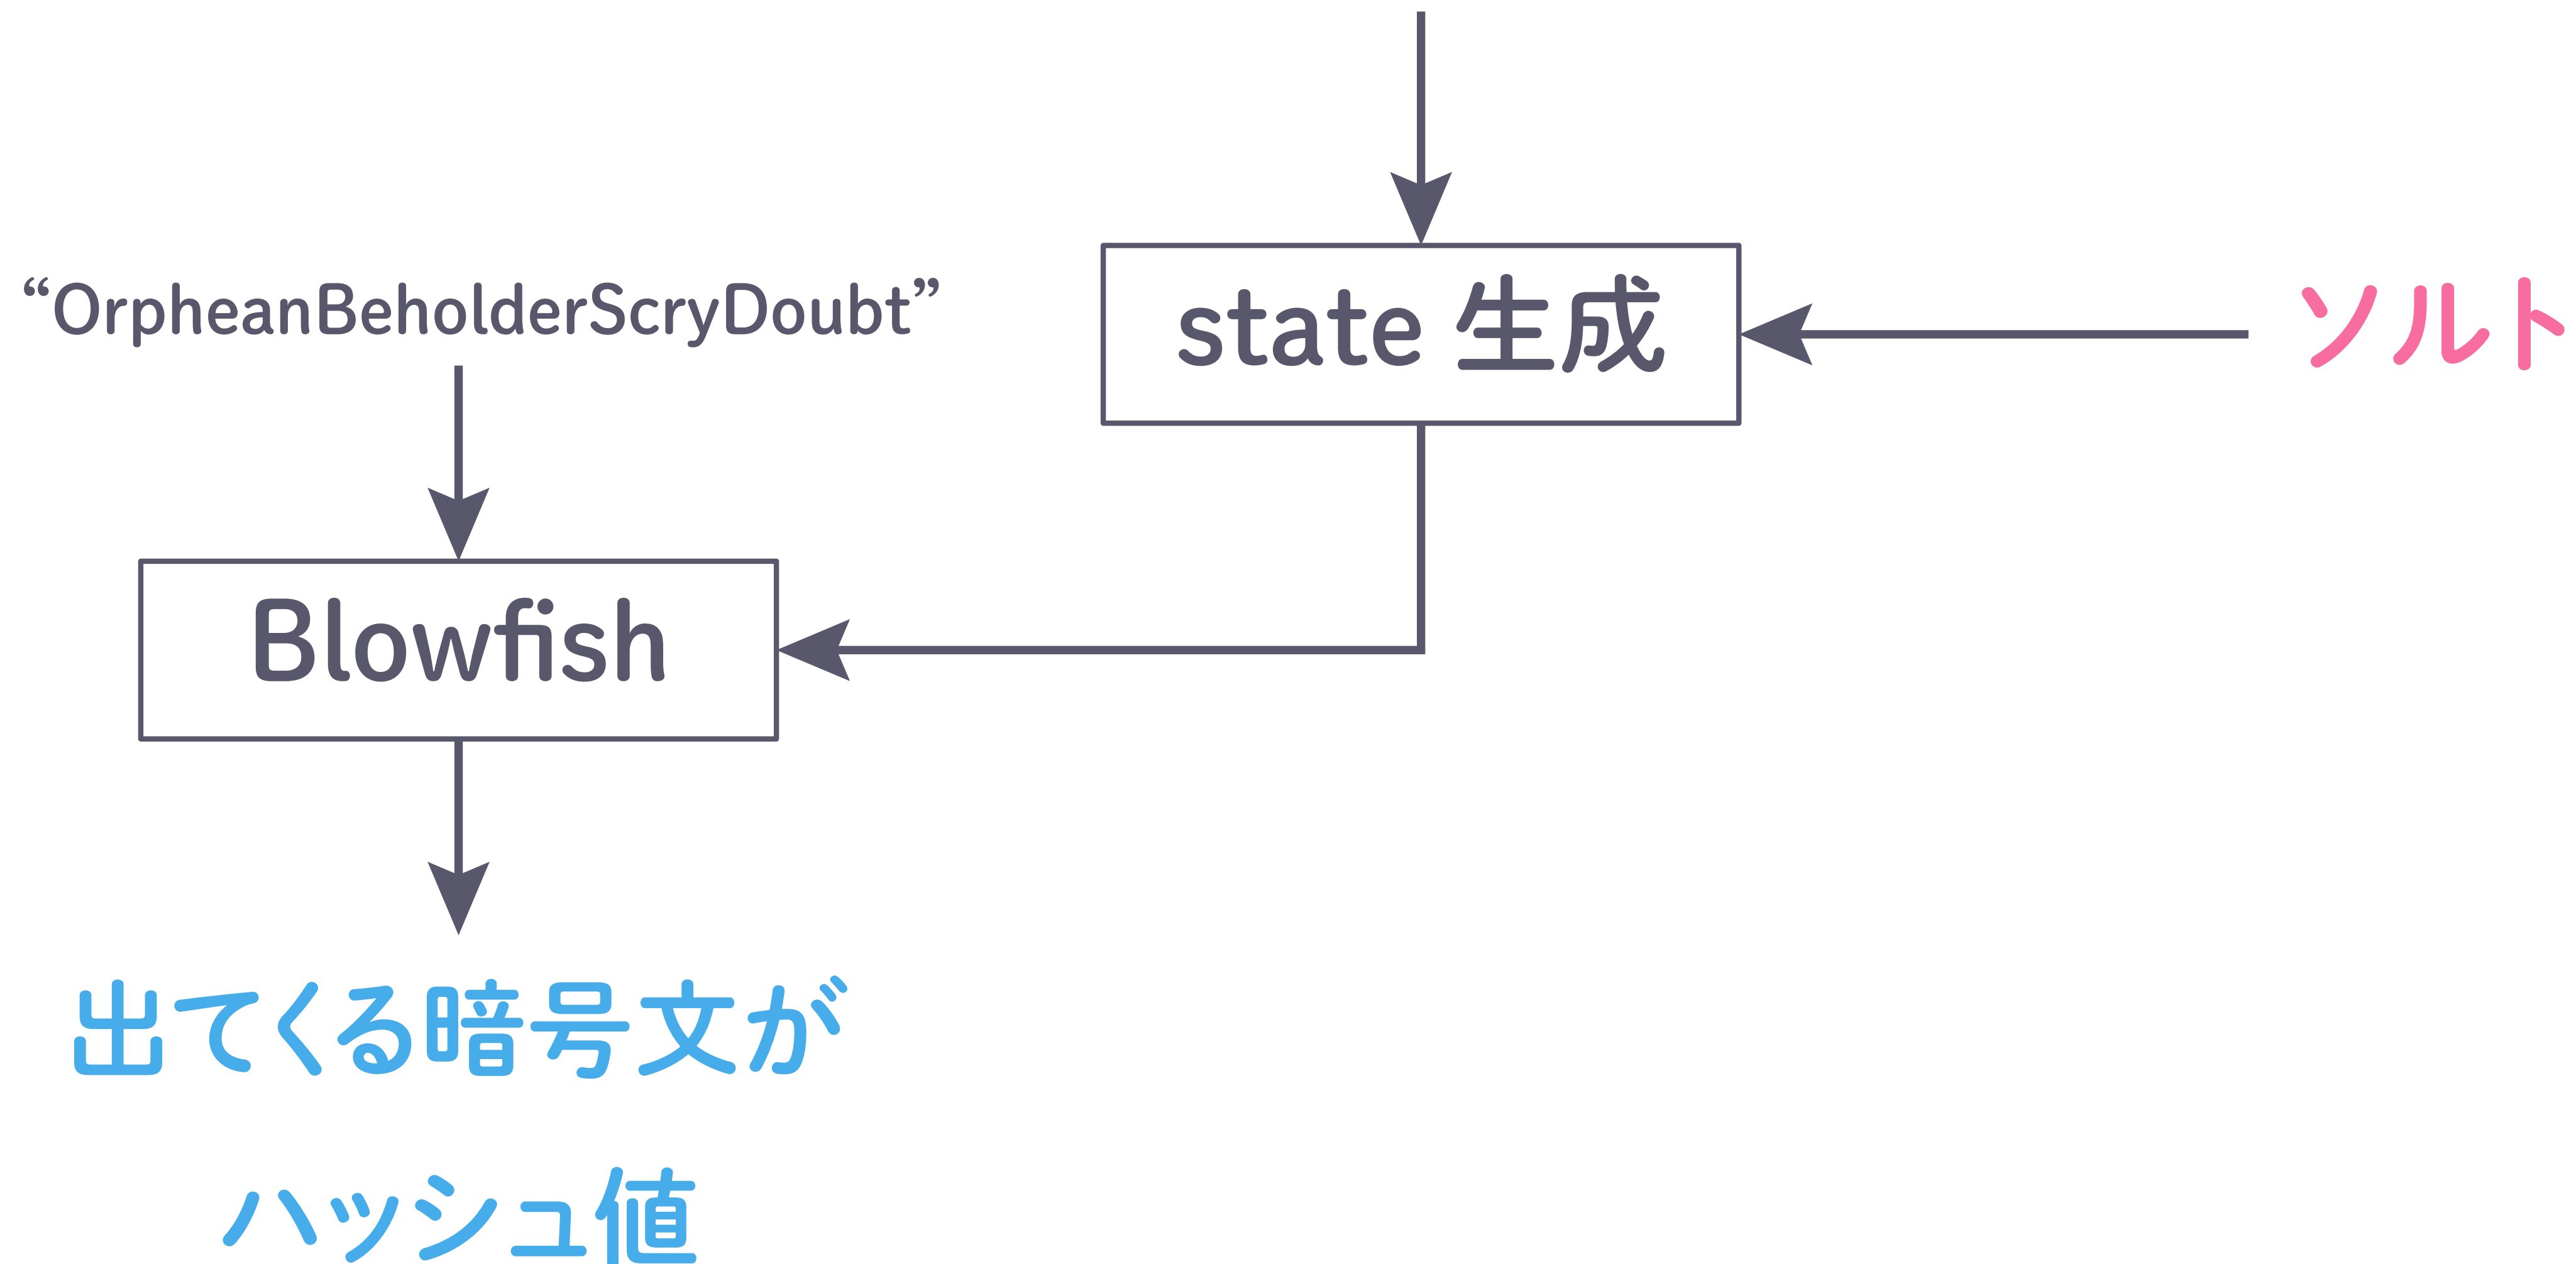 “OrpheanBeholderScryDoubt”
state 生成
ソルト
Blowfish
出てくる暗号文が
ハッシュ値